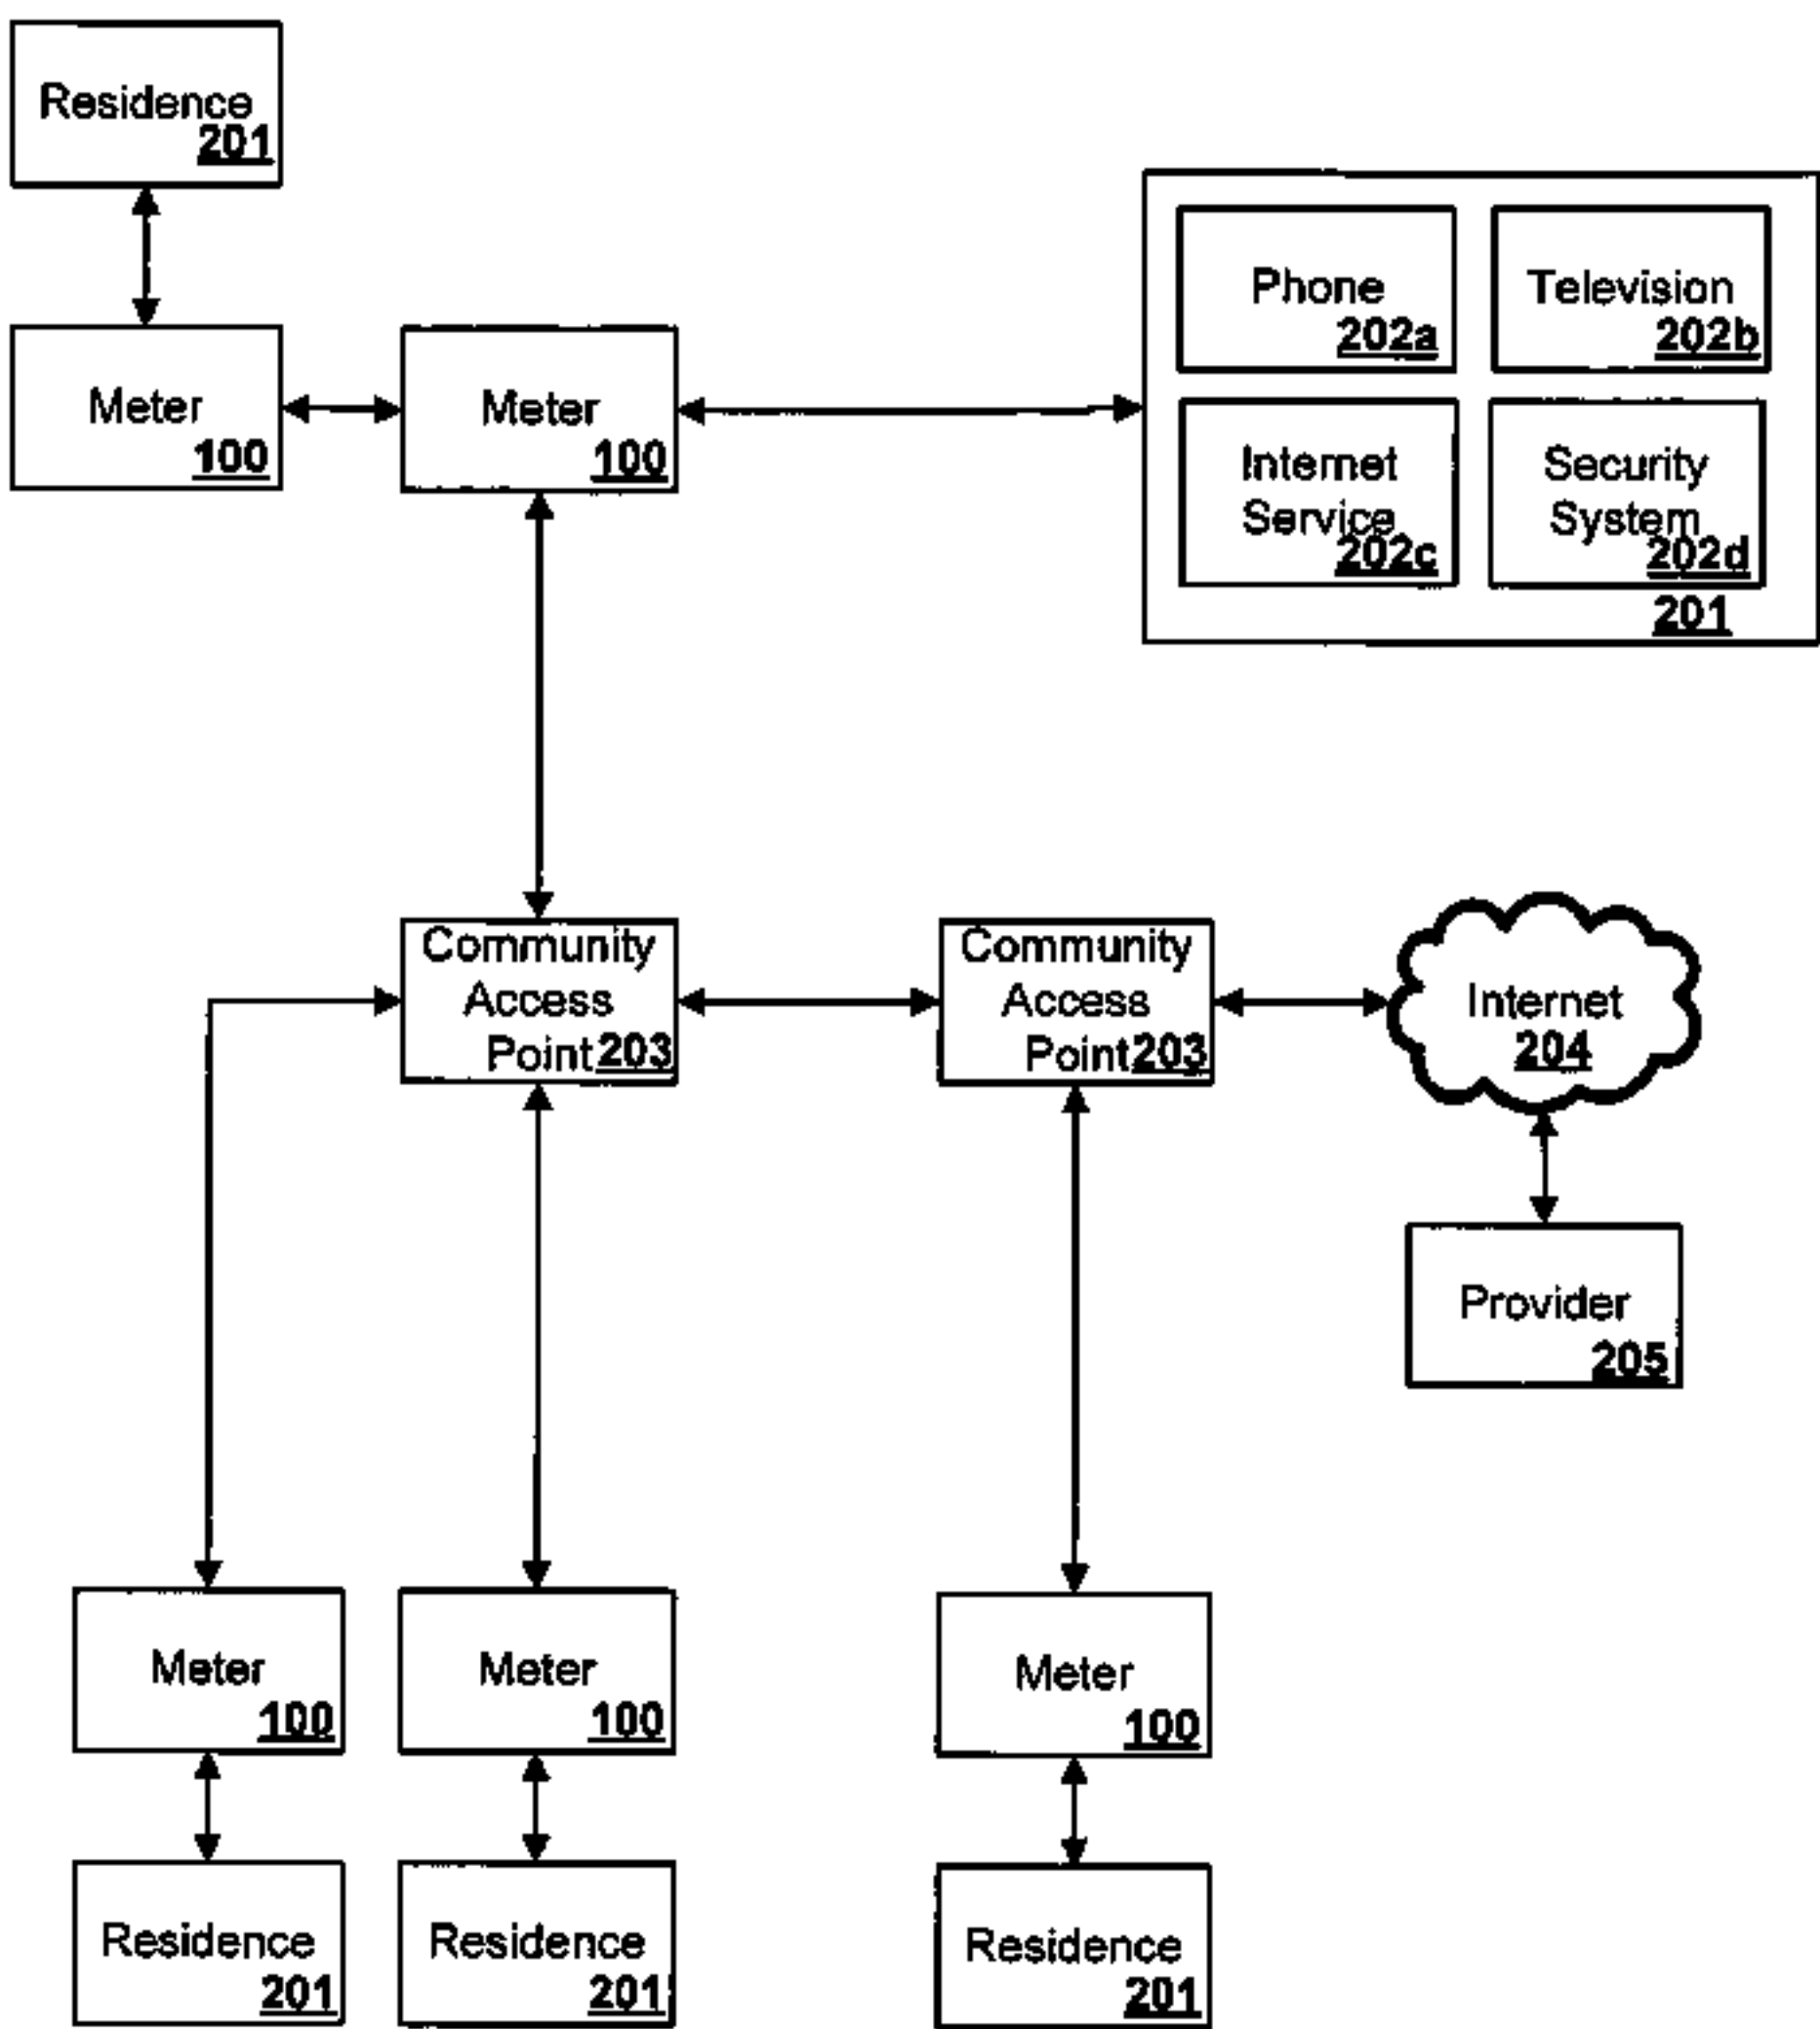 Residence
201
Phone
202a
Television
202b
Meter
100
Meter
100
Internet
Service
202c
Security
System
202d
201
Community
Access
Point 203
Community
Access
Point 203
Internet
204
Provider
205
Meter
100
Meter
100
Meter
100
Residence
201
Residence
201
Residence
201